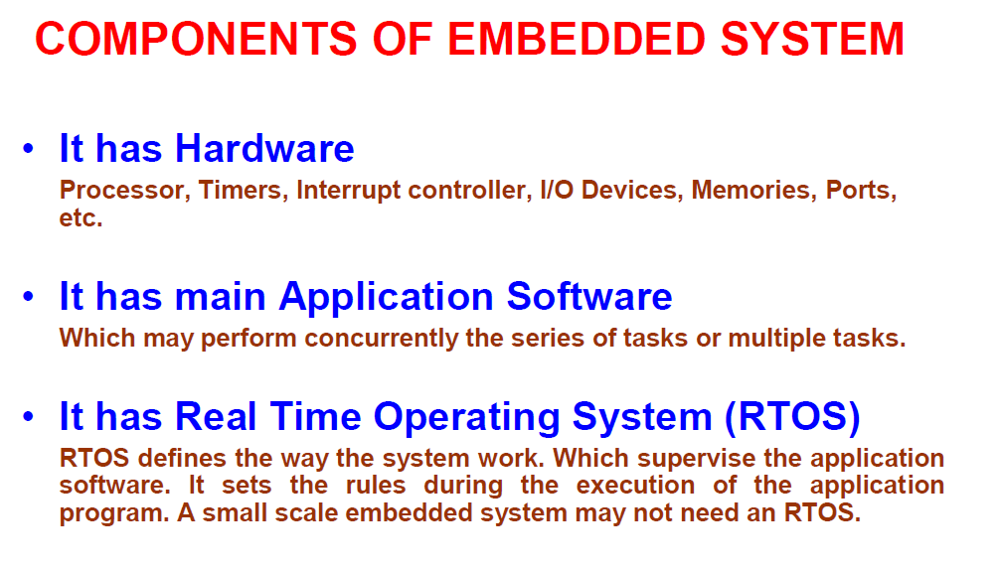 COMPONENTS OF EMBEDDED SYSTEM
• It has Hardware
Processor, Timers, Interrupt controller, I/O Devices, Memories, Ports,
etc.
• It has main Application Software
Which may perform concurrently the series of tasks or multiple tasks.
• It has Real Time Operating System (RTOS)
RTOS defines the way the system work. Which supervise the application
software. It sets the rules during the execution of the application
program. A small scale embedded system may not need an RTOS.